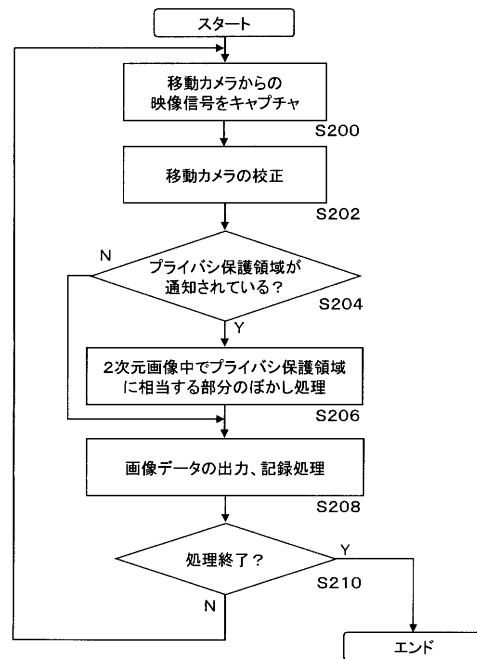 スタート
移動カメラからの
映像信号をキャプチャ
S200
移動カメラの校正
S202
N
プライバシ保護領域が
通知されている?
S204
Y
2次元画像中でプライバシ保護領域
に相当する部分のぼかし処理
S206
画像データの出力、記録処理
S208
処理終了?
Y
S210
N
エンド